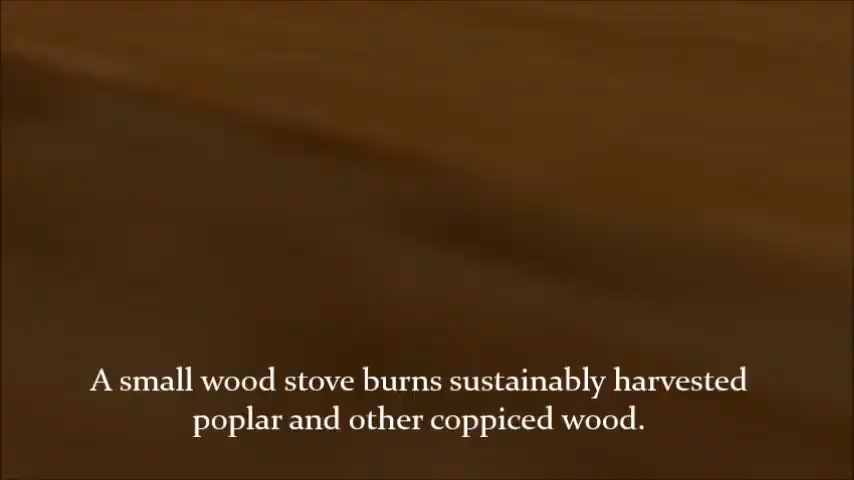 A small wood stove burns sustainably harvested
poplar and other coppiced wood.